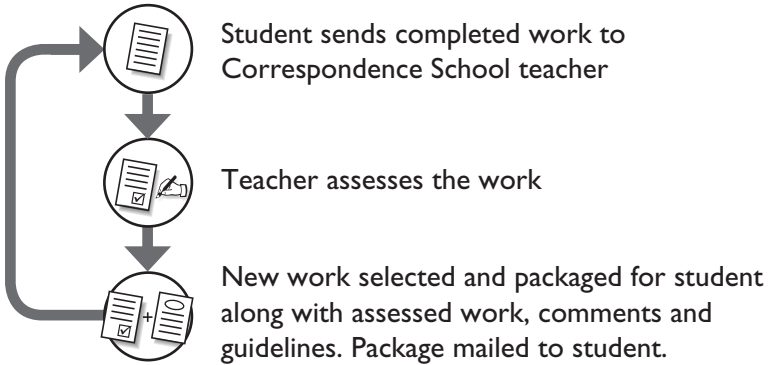 Student sends completed work to
Correspondence School teacher
Teacher assesses the work
New work selected and packaged for student
along with assessed work, comments and
guidelines. Package mailed to student.
+